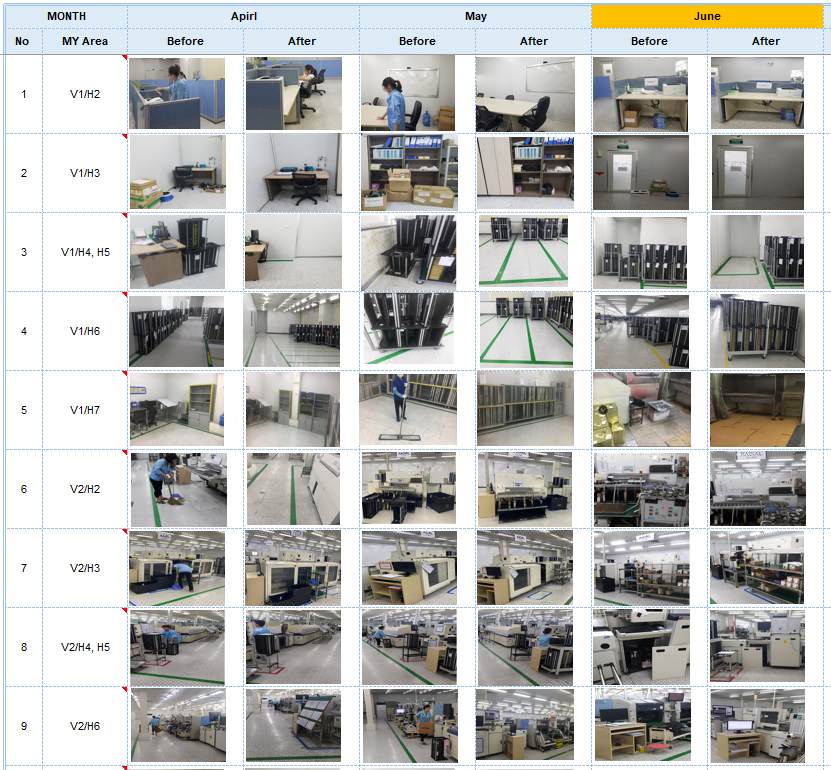 MONTH Apirl May June
No MY Area Before After Before After Before After
1 V1/H2
2 V1/H3
3 V1/H4, H5
4 V1/H6
5 V1/H7
6 V2/H2
RADIAL
7 V2/H3
8 V2/H4, H5
9 V2/H6